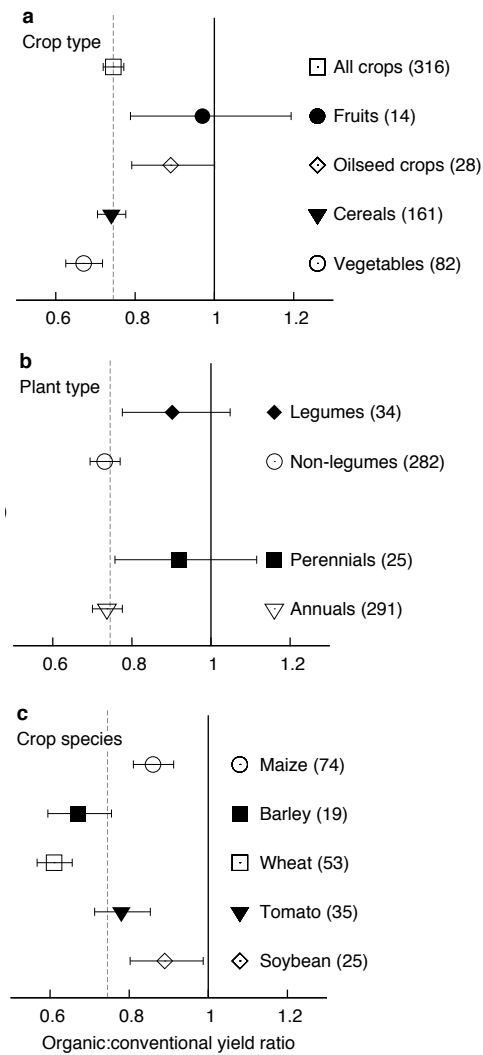 a
Crop type
All crops (316)
Fruits (14)
Oilseed crops (28)
Cereals (161)
Vegetables (82)
0.6 0.8 1 1.2
b
Plant type
Legumes (34)
Non-legumes (282)
Perennials (25)
Annuals (291)
0.6 0.8 1 1.2
c
Crop species
Maize (74)
Barley (19)
Wheat (53)
Tomato (35)
Soybean (25)
0.6 0.8 1 1.2
Organic:conventional yield ratio